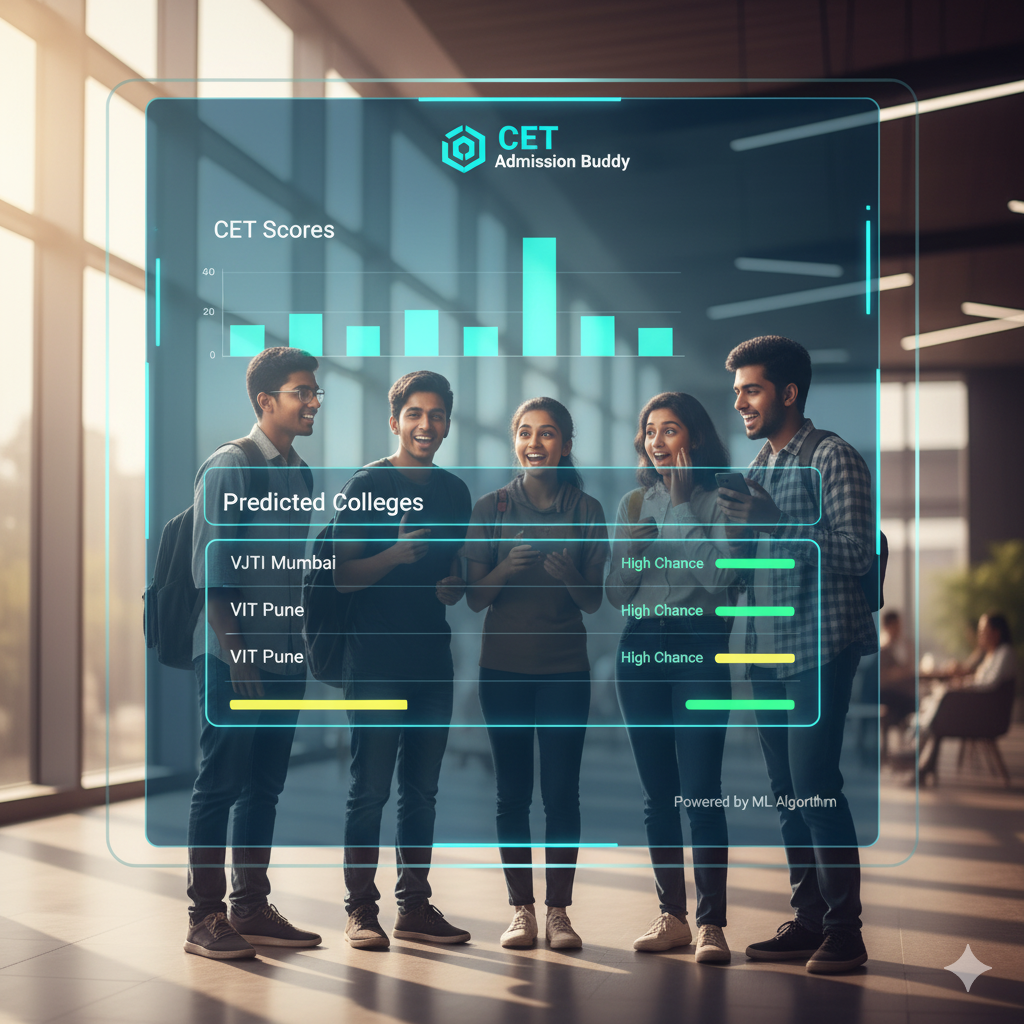 CET
Admission Buddy
CET Scores
40
20
0
Predicted Colleges
VJTI Mumbai High Chance
VIT Pune High Chance
VIT Pune High Chance
Powered by ML Algorthm